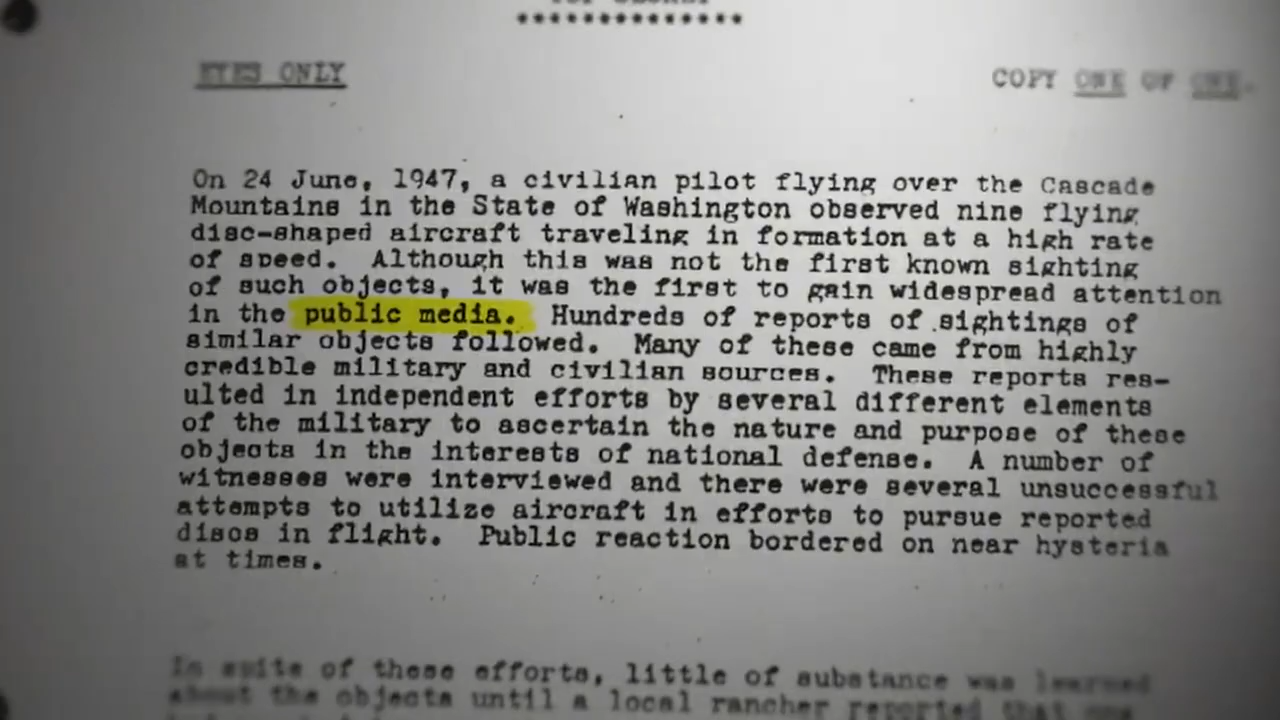 TOP SECRET
**************
EYES ONLY
COPY ONE OF ONE.
On 24 June, 1947, a civilian pilot flying over the Cascade
Mountains in the State of Washington observed nine flying
disc-shaped aircraft traveling in formation at a high rate
of speed. Although this was not the first known sighting
of such objects, it was the first to gain widespread attention
in the public media. Hundreds of reports of sightings of
similar objects followed. Many of these came from highly
credible military and civilian sources. These reports res-
ulted in independent efforts by several different elements
of the military to ascertain the nature and purpose of these
objects in the interests of national defense. A number of
witnesses were interviewed and there were several unsuccessful
attempts to utilize aircraft in efforts to pursue reported
discs in flight. Public reaction bordered on near hysteria
at times.
In spite of these efforts, little of substance was learned
about the objects until a local rancher reported that one